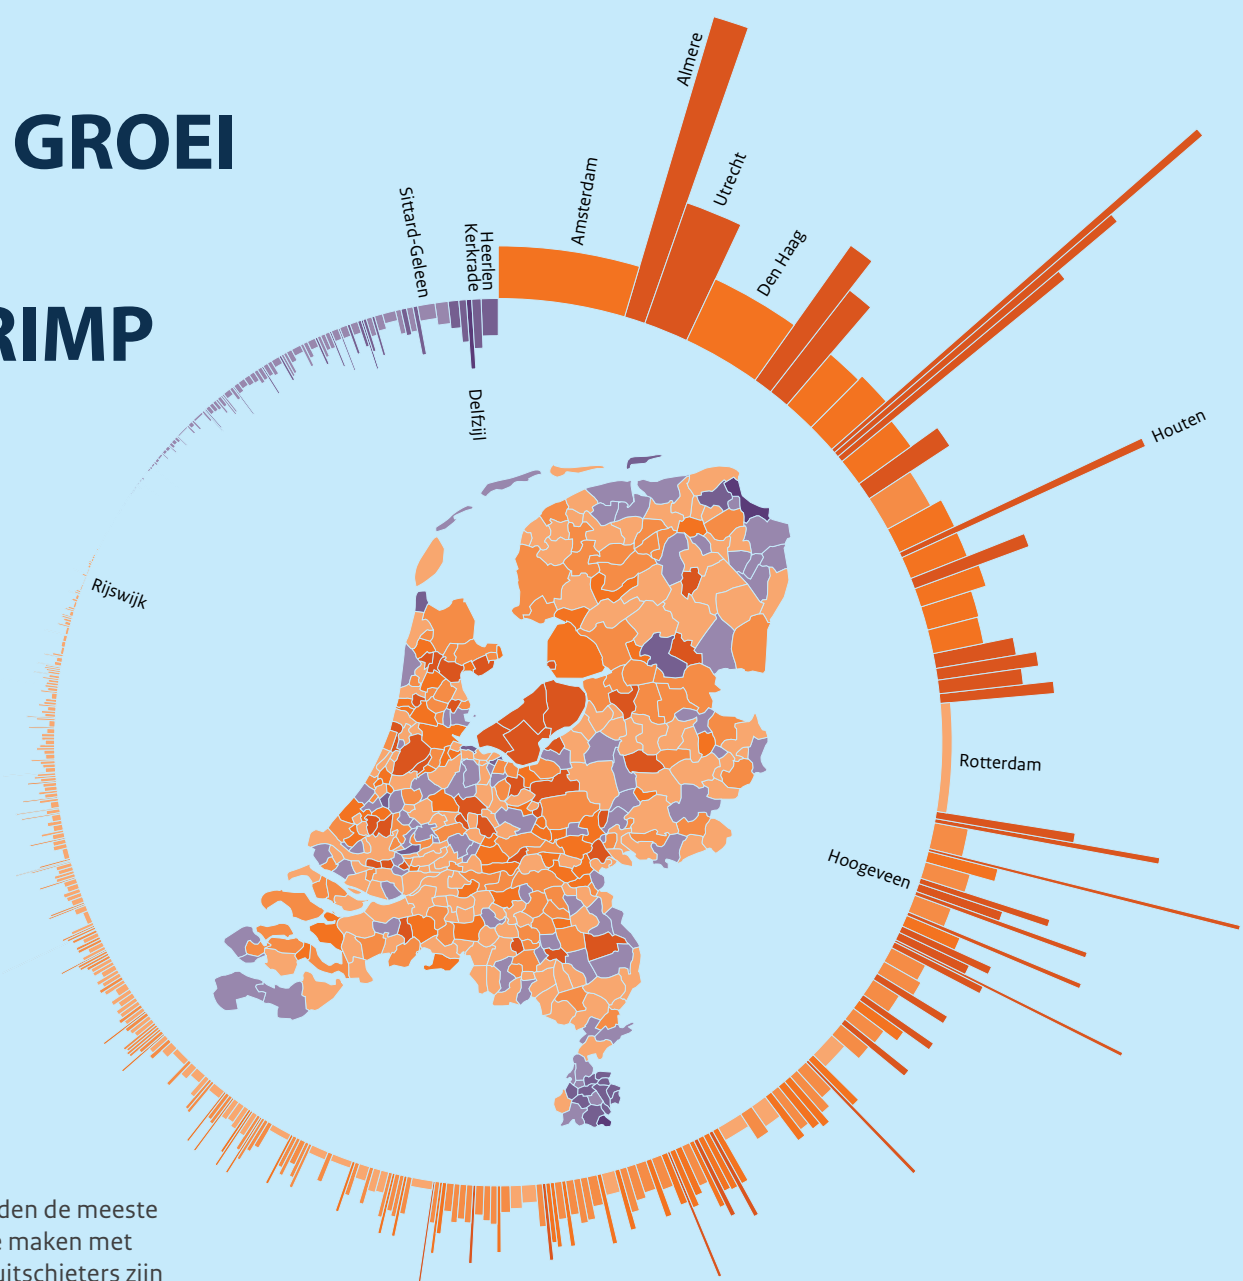 GROEI
RIMP
Almere
Utrecht
Amsterdam
Den Haag
Sittard-Geleen
Kerkrade
Heerlen
Delfzijl
Houten
Rijswijk
Rotterdam
Hoogeveen
den de meeste
e maken met
uitschieters zijn